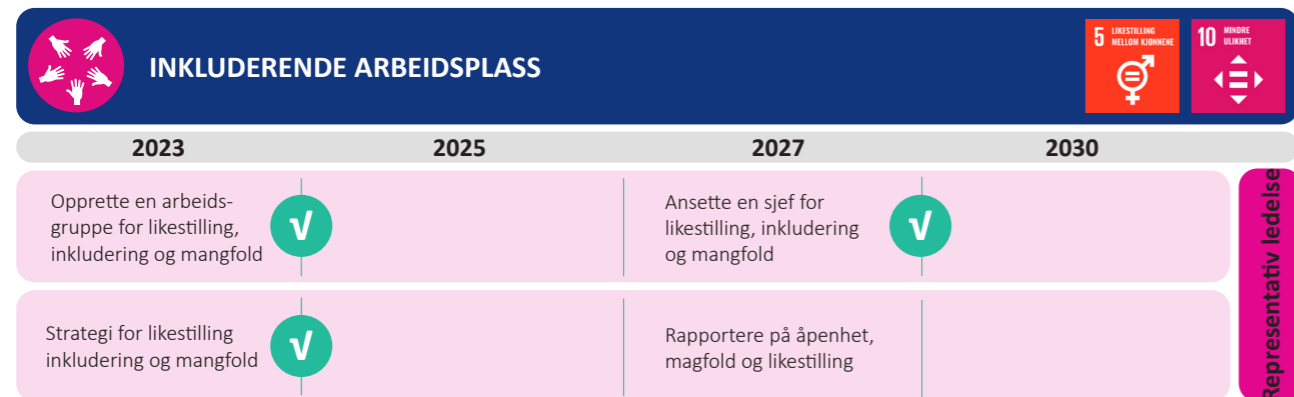 INKLUDERENDE ARBEIDSPLASS
5 LIKESTILLING
MELLOM KJØNNENE
10 MINDRE
ULIKHET
2023 2025 2027 2030
Opprette en arbeids-
gruppe for likestilling,
inkludering og mangfold
√
Ansette en sjef for
likestilling, inkludering
og mangfold
√
Strategi for likestilling
inkludering og mangfold
√
Rapportere på åpenhet,
magfold og likestilling
Representativ ledelse